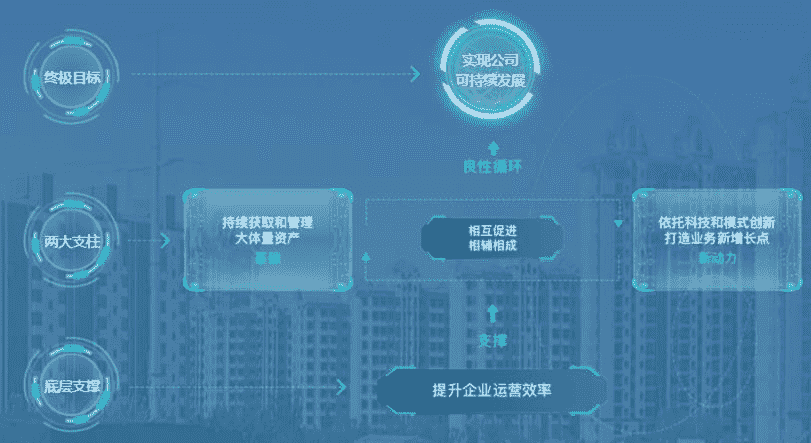 终极目标
实现公司
可持续发展
良性循环
两大支柱
持续获取和管理
大体量资产
基础
相互促进
相辅相成
依托科技和模式创新
打造业务新增长点
新动力
支撑
底层支撑
提升企业运营效率